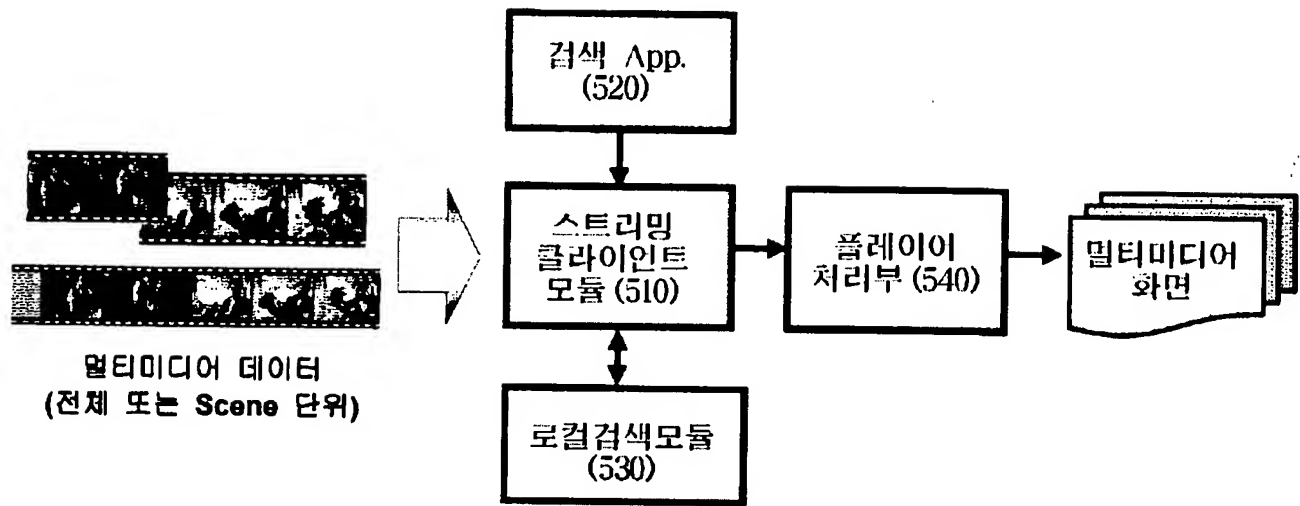 검색 App.
(520)
스트리밍
클라이언트
모듈 (510)
플레이어
처리부 (540)
멀티미디어
화면
멀티미디어 데이터
(전체 또는 Scene 단위)
로컬검색모듈
(530)